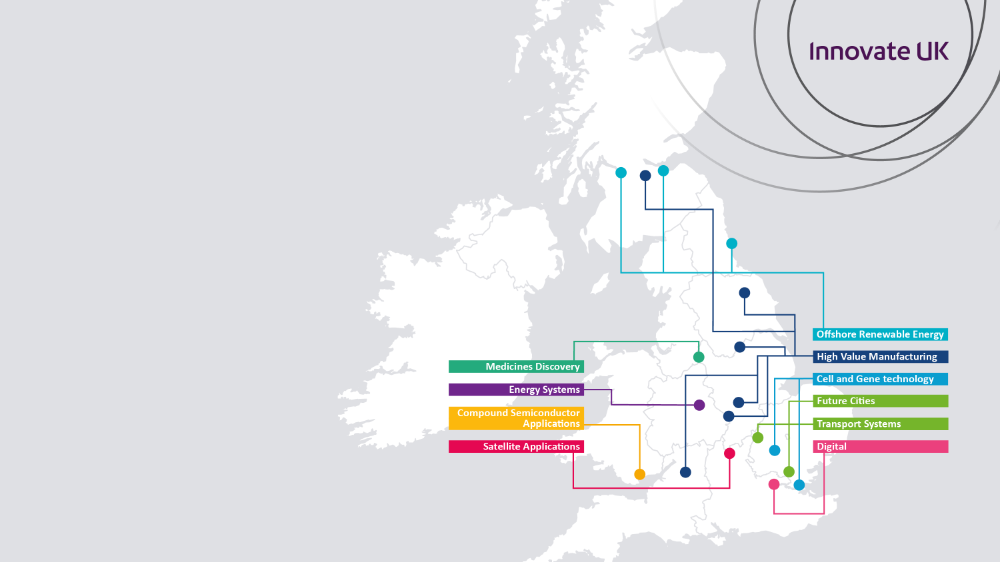 Innovate UK
Offshore Renewable Energy
High Value Manufacturing
Cell and Gene technology
Future Cities
Transport Systems
Digital
Medicines Discovery
Energy Systems
Compound Semiconductor
Applications
Satellite Applications